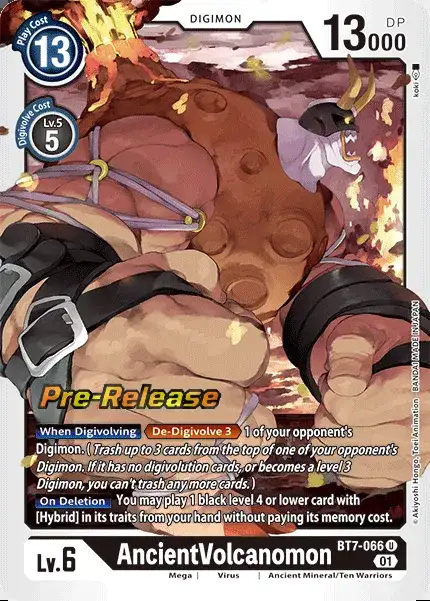 Play Cost
13
DIGIMON
DP
13000
koki
Digivolve Cost
Lv.5
5
Pre-Release
When Digivolving De-Digivolve 3 1 of your opponent's
Digimon. (Trash up to 3 cards from the top of one of your opponent's
Digimon. If it has no digivolution cards, or becomes a level 3
Digimon, you can't trash any more cards.)
On Deletion You may play 1 black level 4 or lower card with
[Hybrid] in its traits from your hand without paying its memory cost.
©Akiyoshi Hongo, Toei Animation BANDAI MADE IN JAPAN
Lv.6
AncientVolcanomon
BT7-066 U
01
Mega | Virus | Ancient Mineral/Ten Warriors